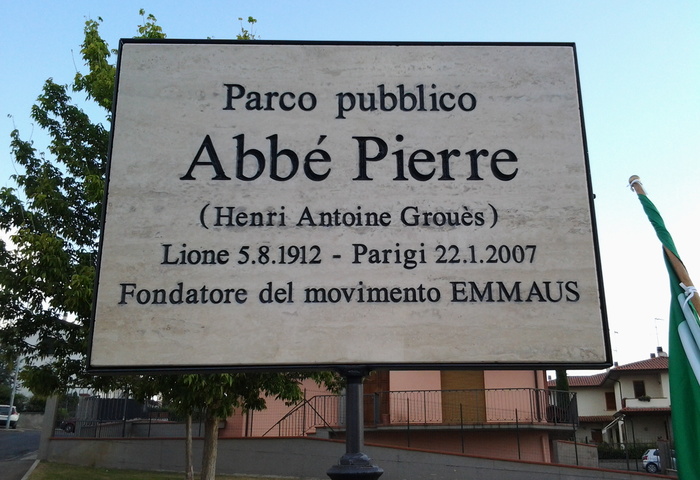 Parco pubblico
Abbé Pierre
(Henri Antoine Grouès)
Lione 5.8.1912 - Parigi 22.1.2007
Fondatore del movimento EMMAUS